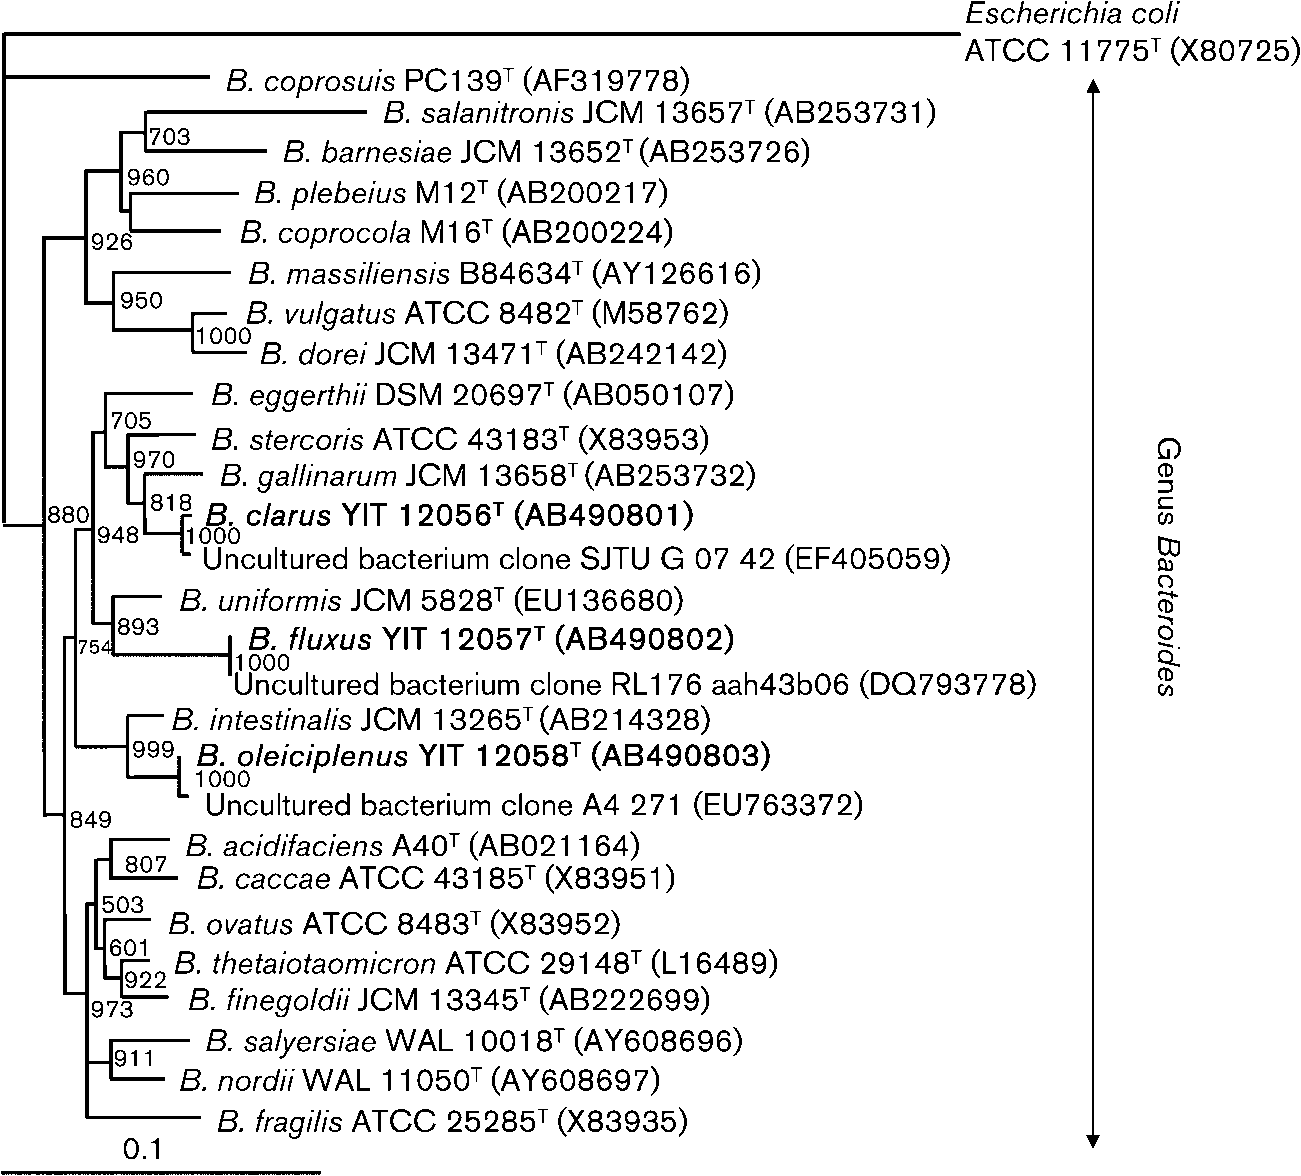 Escherichia coli
ATCC 11775ᵀ (X80725)
B. coprosuis PC139ᵀ (AF319778)
B. salanitronis JCM 13657ᵀ (AB253731)
703
B. barnesiae JCM 13652ᵀ (AB253726)
960
B. plebeius M12ᵀ (AB200217)
B. coprocola M16ᵀ (AB200224)
926
B. massiliensis B84634ᵀ (AY126616)
950
B. vulgatus ATCC 8482ᵀ (M58762)
1000
B. dorei JCM 13471ᵀ (AB242142)
B. eggerthii DSM 20697ᵀ (AB050107)
705
B. stercoris ATCC 43183ᵀ (X83953)
970
B. gallinarum JCM 13658ᵀ (AB253732)
818
880
B. clarus YIT 12056ᵀ (AB490801)
948
1000
Uncultured bacterium clone SJTU G 07 42 (EF405059)
Genus Bacteroides
B. uniformis JCM 5828ᵀ (EU136680)
893
B. fluxus YIT 12057ᵀ (AB490802)
754
1000
Uncultured bacterium clone RL176 aah43b06 (DQ793778)
B. intestinalis JCM 13265ᵀ (AB214328)
999
B. oleiciplenus YIT 12058ᵀ (AB490803)
1000
Uncultured bacterium clone A4 271 (EU763372)
849
B. acidifaciens A40ᵀ (AB021164)
807
B. caccae ATCC 43185ᵀ (X83951)
503
B. ovatus ATCC 8483ᵀ (X83952)
601
B. thetaiotaomicron ATCC 29148ᵀ (L16489)
922
B. finegoldii JCM 13345ᵀ (AB222699)
973
B. salyersiae WAL 10018ᵀ (AY608696)
911
B. nordii WAL 11050ᵀ (AY608697)
B. fragilis ATCC 25285ᵀ (X83935)
0.1